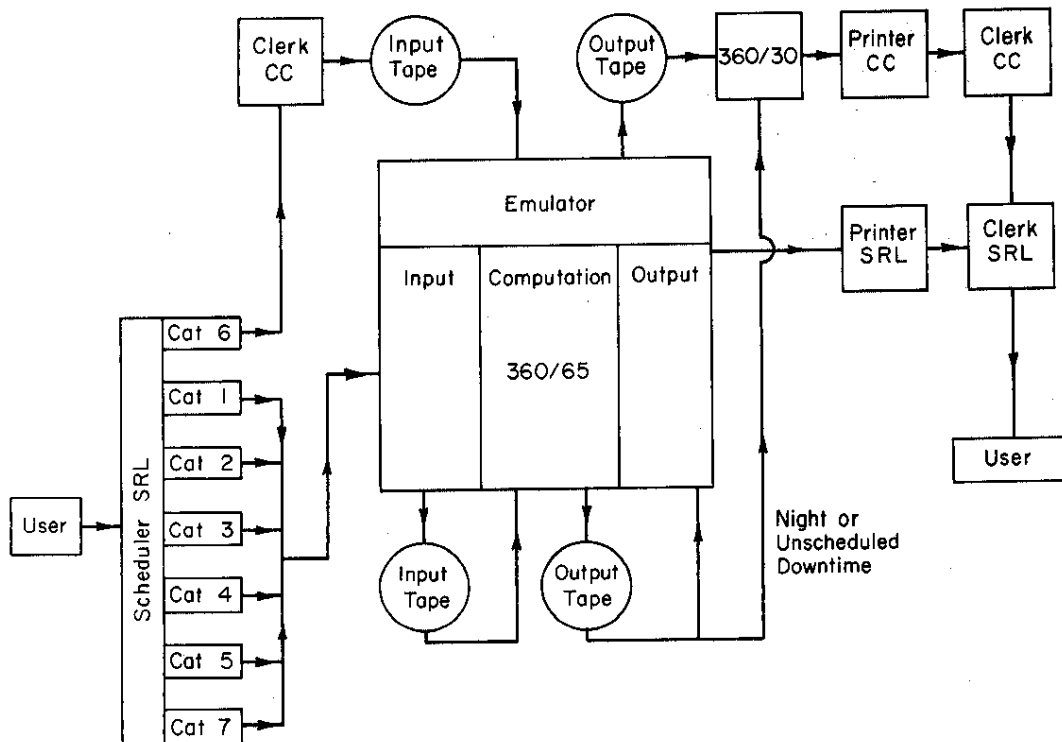 Clerk
CC
Input
Tape
Output
Tape
360/30
Printer
CC
Clerk
CC
Emulator
Input
Computation
Output
360/65
Printer
SRL
Clerk
SRL
User
Scheduler SRL
Cat 6
Cat 1
Cat 2
Cat 3
Cat 4
Cat 5
Cat 7
User
Input
Tape
Output
Tape
Night or
Unscheduled
Downtime